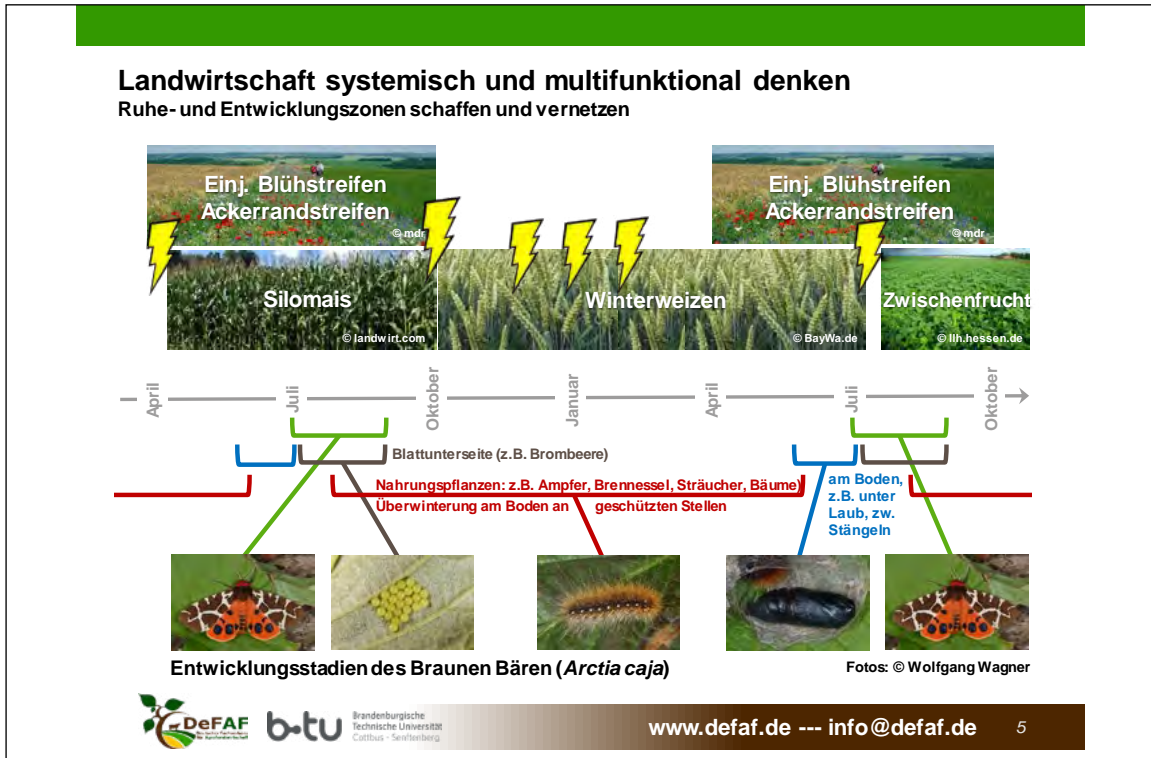 Landwirtschaft systemisch und multifunktional denken
Ruhe- und Entwicklungszonen schaffen und vernetzen
Einj. Blühstreifen
Ackerrandstreifen
© mdr
Einj. Blühstreifen
Ackerrandstreifen
© mdr
Silomais
© landwirt.com
Winterweizen
© BayWa.de
Zwischenfrucht
© llh.hessen.de
April
Juli
Oktober
Januar
April
Juli
Oktober
Blattunterseite (z.B. Brombeere)
Nahrungspflanzen: z.B. Ampfer, Brennessel, Sträucher, Bäume)
Überwinterung am Boden an geschützten Stellen
am Boden,
z.B. unter
Laub, zw.
Stängeln
Entwicklungsstadien des Braunen Bären (Arctia caja)
Fotos: © Wolfgang Wagner
DeFAF
b-tu
Brandenburgische
Technische Universität
Cottbus - Senftenberg
www.defaf.de --- info@defaf.de
5